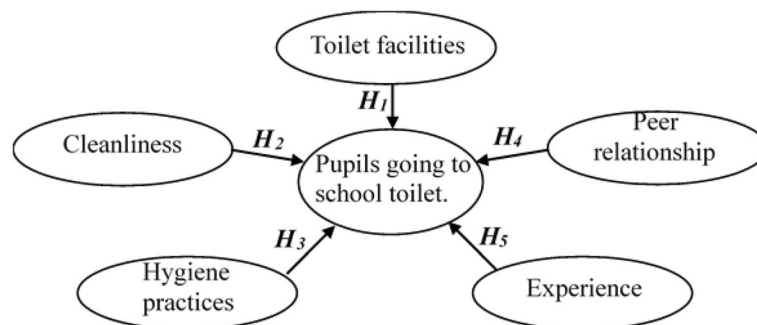 Toilet facilities
H1
Cleanliness
H2
Peer
relationship
H4
Pupils going to
school toilet.
H3
H5
Hygiene
practices
Experience